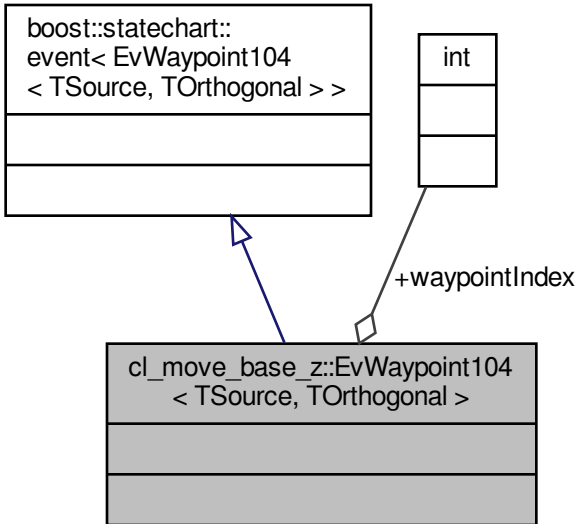 boost::statechart::
event< EvWaypoint104
< TSource, TOrthogonal > >
int
+waypointIndex
cl_move_base_z::EvWaypoint104
< TSource, TOrthogonal >